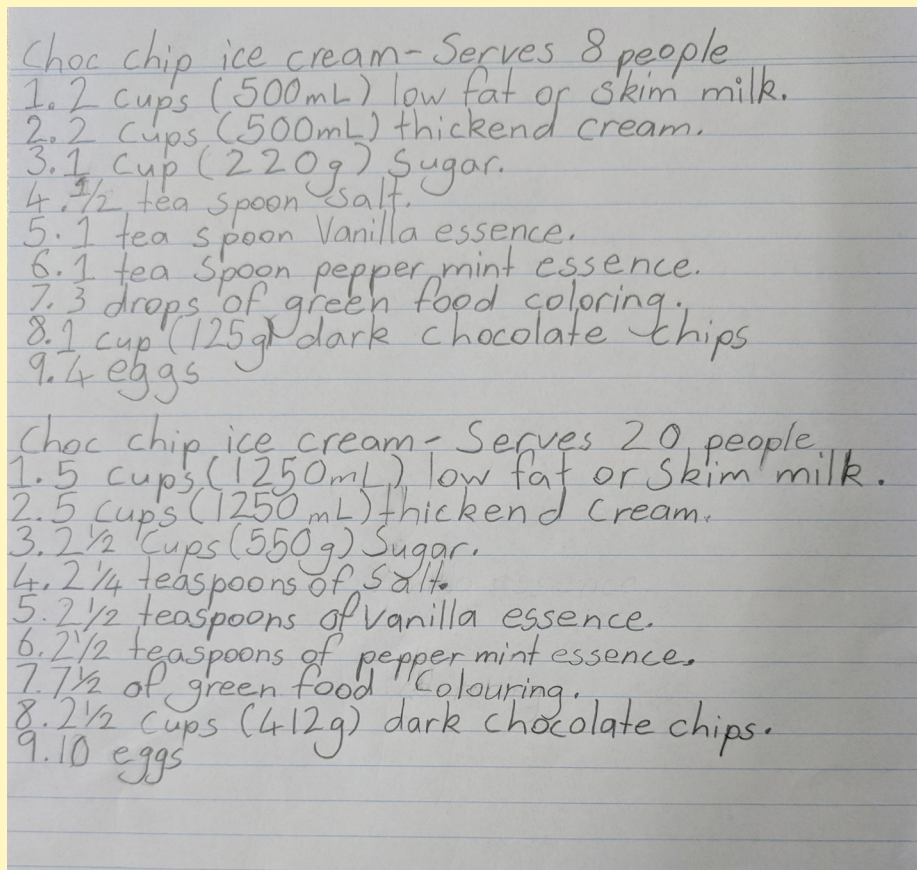 Choc chip ice cream - Serves 8 people
1. 2 cups (500mL) low fat or skim milk.
2. 2 cups (500mL) thickend cream.
3. 1 cup (220g) Sugar.
4. 1/2 tea spoon salt.
5. 1 tea spoon Vanilla essence.
6. 1 tea spoon pepper mint essence.
7. 3 drops of green food coloring.
8. 1 cup (125g) dark chocolate chips
9. 4 eggs
Choc chip ice cream - Serves 20 people
1. 5 cups (1250mL) low fat or skim milk.
2. 5 cups (1250mL) thickend cream.
3. 2 1/2 cups (550g) Sugar.
4. 2 1/4 teaspoons of salt.
5. 2 1/2 teaspoons of vanilla essence.
6. 2 1/2 teaspoons of pepper mint essence.
7. 7 1/2 of green food colouring.
8. 2 1/2 cups (412g) dark chocolate chips.
9. 10 eggs